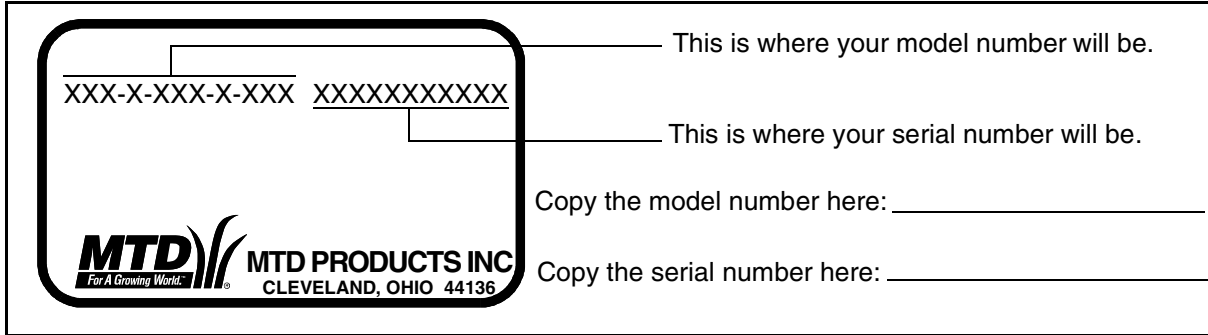 This is where your model number will be.
XXX-X-XXX-X-XXX XXXXXXXXXXX
This is where your serial number will be.
Copy the model number here:
MTD
For A Growing World.™
®
MTD PRODUCTS INC
CLEVELAND, OHIO 44136
Copy the serial number here: